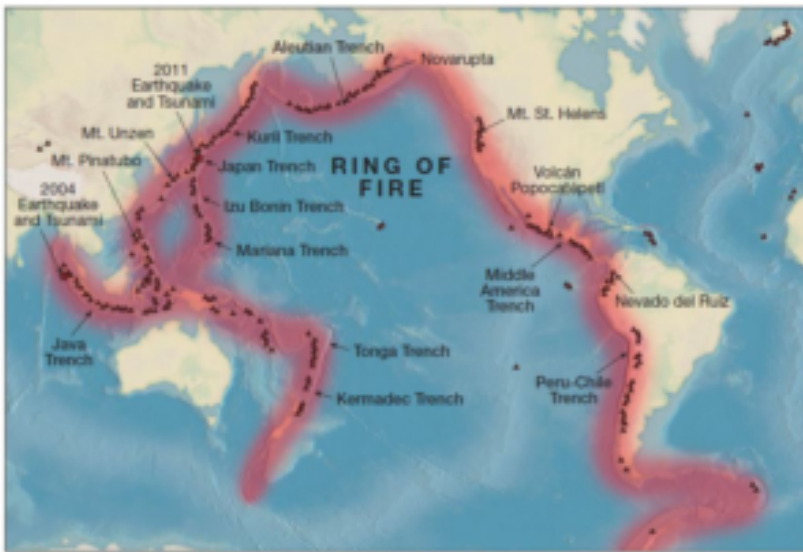 Aleutian Trench
Novarupta
2011
Earthquake
and Tsunami
Mt. St. Helens
Mt. Unzen
Kuril Trench
Mt. Pinatubo
Japan Trench
RING OF
FIRE
Volcán
Popocatépetl
2004
Earthquake
and Tsunami
Izu Bonin Trench
Mariana Trench
Middle
America
Trench
Nevado del Ruiz
Java
Trench
Tonga Trench
Peru-Chile
Trench
Kermadec Trench